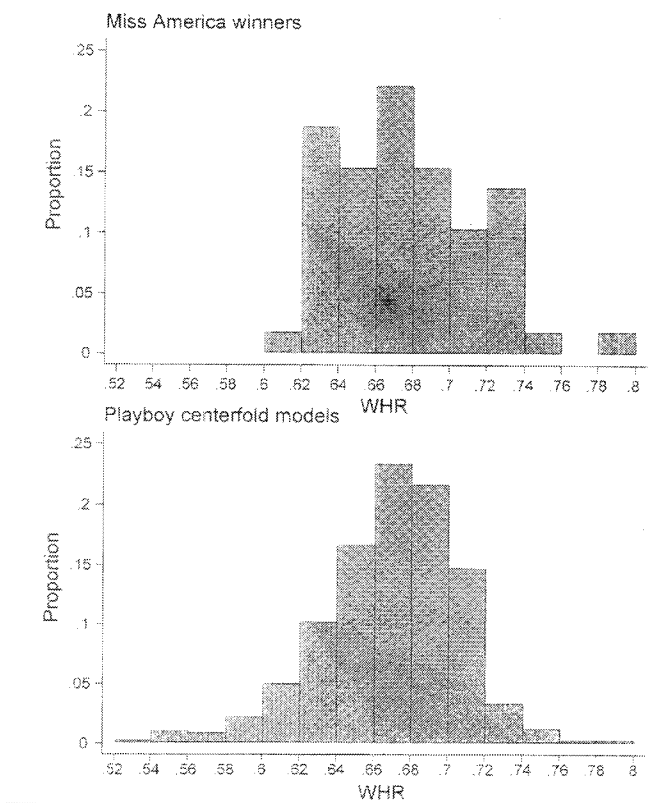 Miss America winners
.25
.2
.15
.1
.05
0
Proportion
.52 .54 .56 .58 .6 .62 .64 .66 .68 .7 .72 .74 .76 .78 .8
WHR
Playboy centerfold models
.25
.2
.15
.1
.05
0
Proportion
.52 .54 .56 .58 .6 .62 .64 .66 .68 .7 .72 .74 .76 .78 .8
WHR